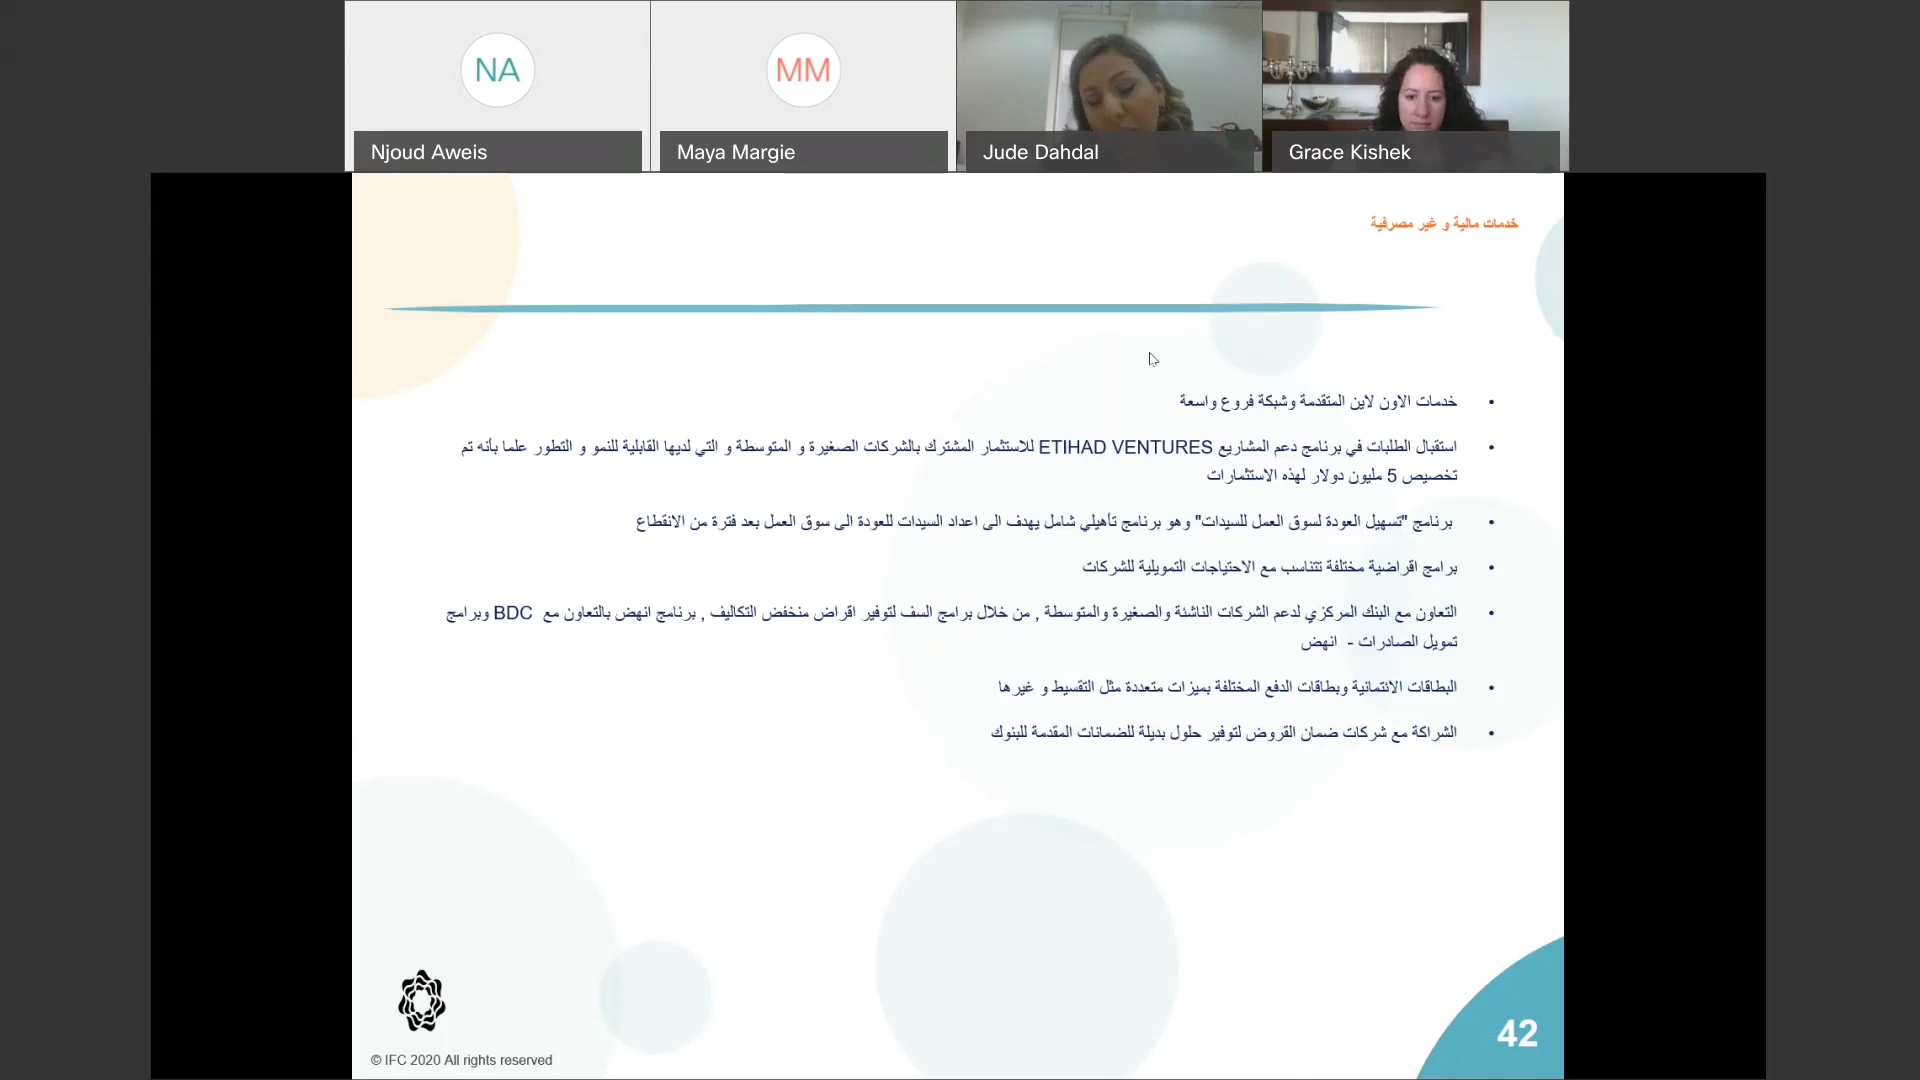 NA
MM
Njoud Aweis
Maya Margie
Jude Dahdal
Grace Kishek
خدمات مالية و غير مصرفية
• خدمات الاون لاين المتقدمة وشبكة فروع واسعة
• استقبال الطلبات في برنامج دعم المشاريع ETIHAD VENTURES للاستثمار المشترك بالشركات الصغيرة و المتوسطة و التي لديها القابلية للنمو و التطور علما بأنه تم
تخصيص 5 مليون دولار لهذه الاستثمارات
• برنامج "تسهيل العودة لسوق العمل للسيدات" وهو برنامج تأهيلي شامل يهدف الى اعداد السيدات للعودة الى سوق العمل بعد فترة من الانقطاع
• برامج اقراضية مختلفة تتناسب مع الاحتياجات التمويلية للشركات
• التعاون مع البنك المركزي لدعم الشركات الناشئة والصغيرة والمتوسطة , من خلال برامج السف لتوفير اقراض منخفض التكاليف , برنامج انهض بالتعاون مع BDC وبرامج
تمويل الصادرات - انهض
• البطاقات الائتمانية وبطاقات الدفع المختلفة بميزات متعددة مثل التقسيط و غيرها
• الشراكة مع شركات ضمان القروض لتوفير حلول بديلة للضمانات المقدمة للبنوك
42
© IFC 2020 All rights reserved